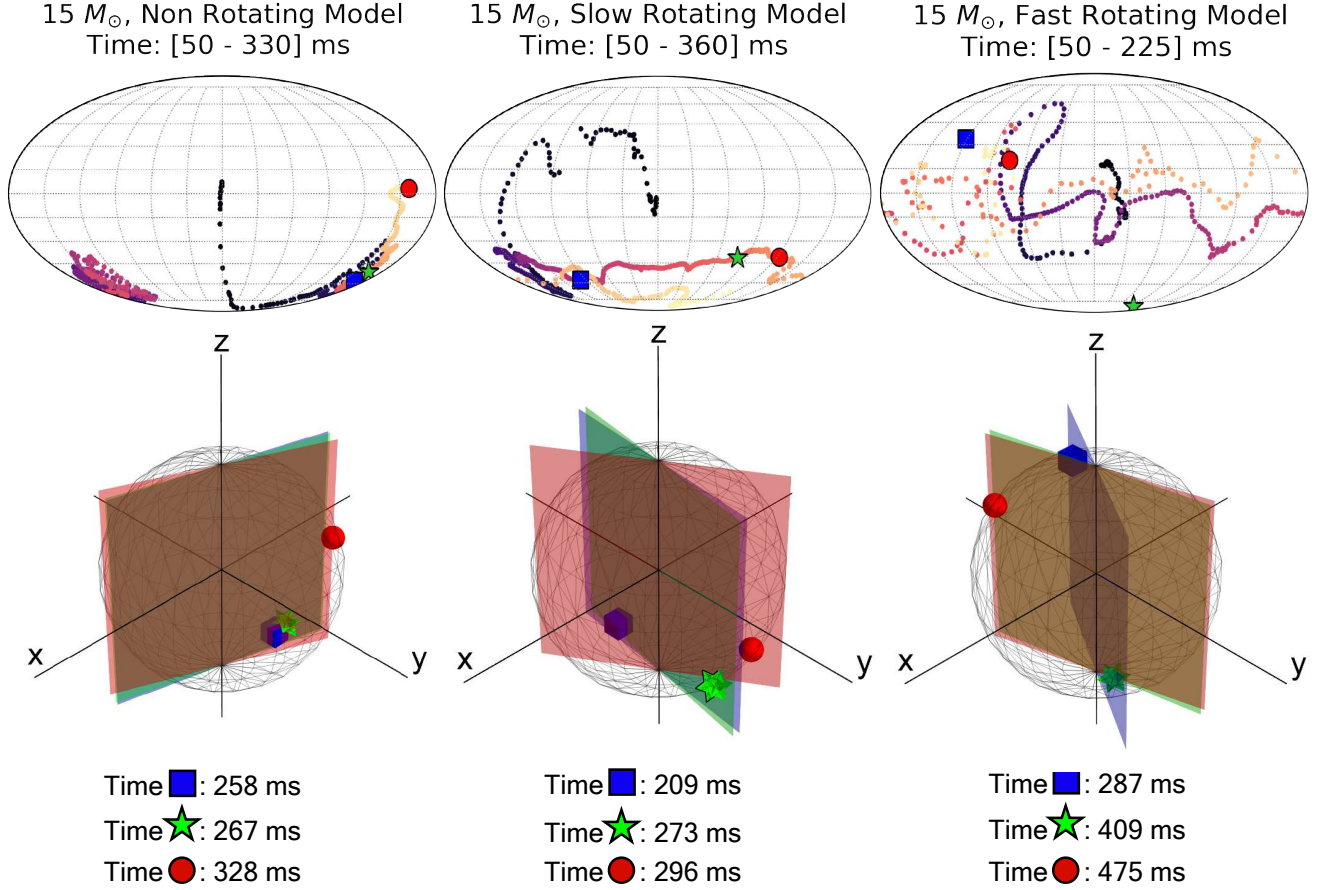 15 M⊙, Non Rotating Model
Time: [50 - 330] ms
15 M⊙, Slow Rotating Model
Time: [50 - 360] ms
15 M⊙, Fast Rotating Model
Time: [50 - 225] ms
z
x
y
z
x
y
z
x
y
Time : 258 ms
Time : 267 ms
Time : 328 ms
Time : 209 ms
Time : 273 ms
Time : 296 ms
Time : 287 ms
Time : 409 ms
Time : 475 ms